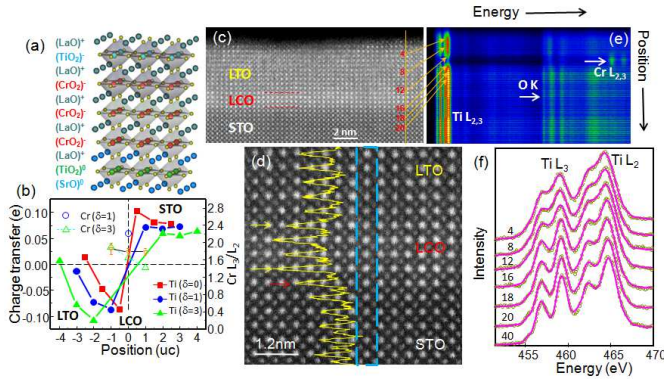 (a)
(LaO)⁺
(TiO₂)⁻
(LaO)⁺
(CrO₂)⁻
(LaO)⁺
(CrO₂)⁻
(LaO)⁺
(CrO₂)⁻
(LaO)⁺
(TiO₂)⁰
(SrO)⁰
(b)
Charge transfer (e)
0.10
0.05
0.00
-0.05
-0.10
Cr (δ=1)
Cr (δ=3)
STO
LTO
LCO
Ti (δ=0)
Ti (δ=1)
Ti (δ=3)
2.8
2.4
2.0
1.6
1.2
0.8
0.4
0.0
Cr L₃/L₂
-4 -3 -2 -1 0 1 2 3 4
Position (uc)
(c)
LTO
LCO
STO
4
8
12
16
18
20
2 nm
(d)
LTO
LCO
STO
1.2nm
Energy
(e)
Position
Cr L₂,₃
O K
Ti L₂,₃
(f)
Ti L₃
Ti L₂
Intensity
4
8
12
16
18
20
40
455 460 465 470
Energy (eV)